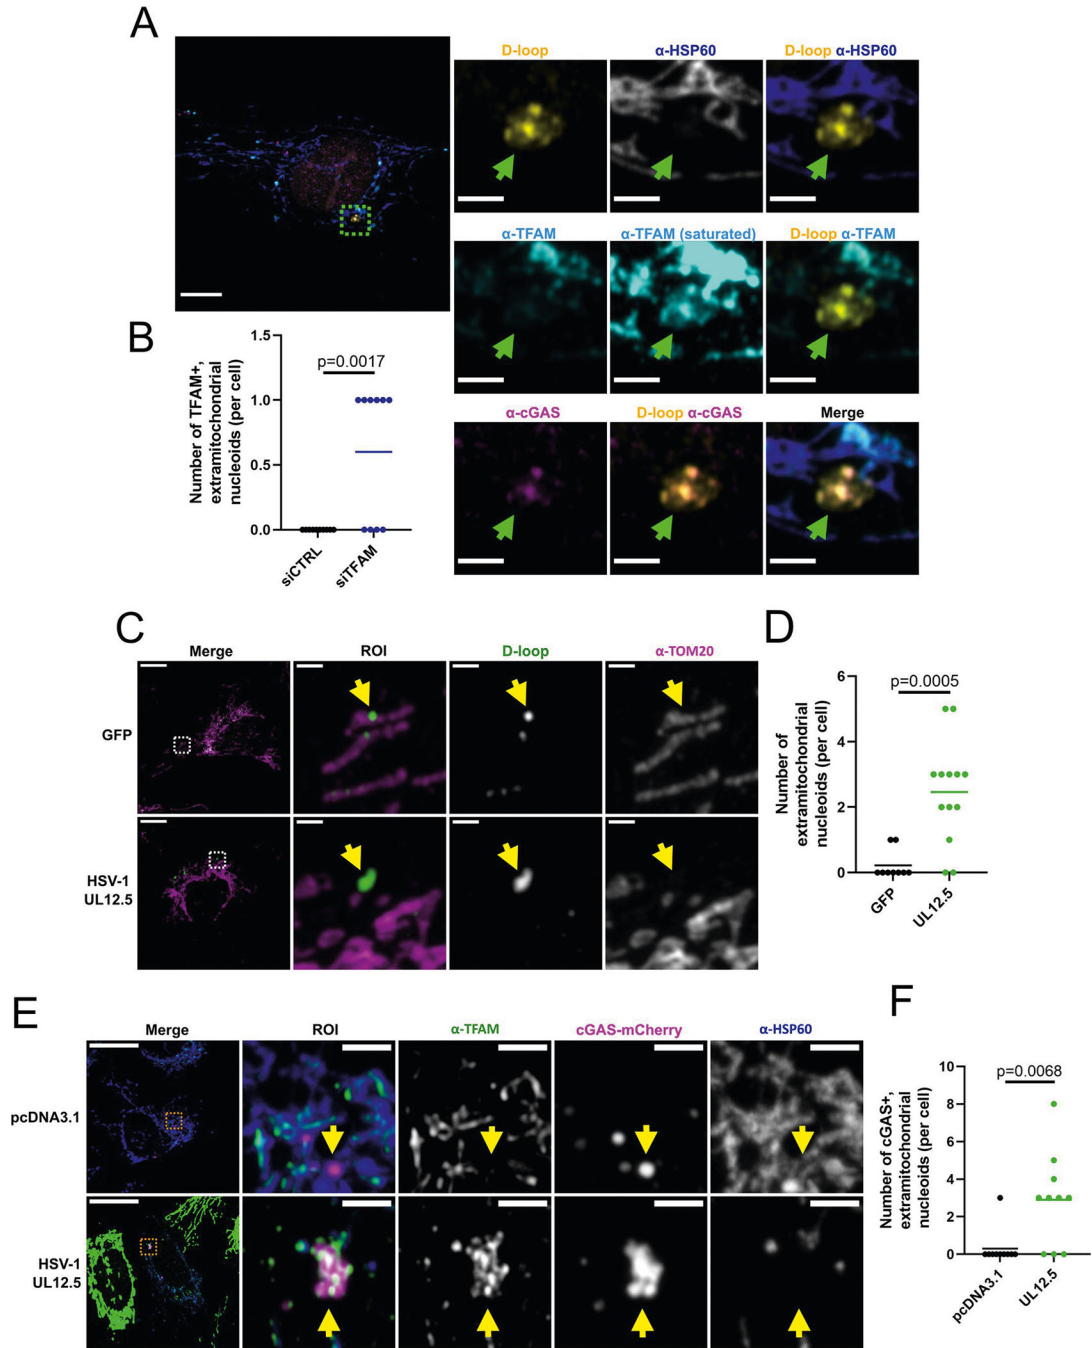 A
D-loop
α-HSP60
D-loop α-HSP60
α-TFAM
α-TFAM (saturated)
D-loop α-TFAM
α-cGAS
D-loop α-cGAS
Merge
B
Number of TFAM+,
extramitochondrial
nucleoids (per cell)
1.5
1.0
0.5
0.0
p=0.0017
siCTRL
siTFAM
C
Merge
ROI
D-loop
α-TOM20
GFP
HSV-1
UL12.5
D
Number of
extramitochondrial
nucleoids (per cell)
6
4
2
0
p=0.0005
GFP
UL12.5
E
Merge
ROI
α-TFAM
cGAS-mCherry
α-HSP60
pcDNA3.1
HSV-1
UL12.5
F
Number of cGAS+,
extramitochondrial
nucleoids (per cell)
10
8
6
4
2
0
p=0.0068
pcDNA3.1
UL12.5